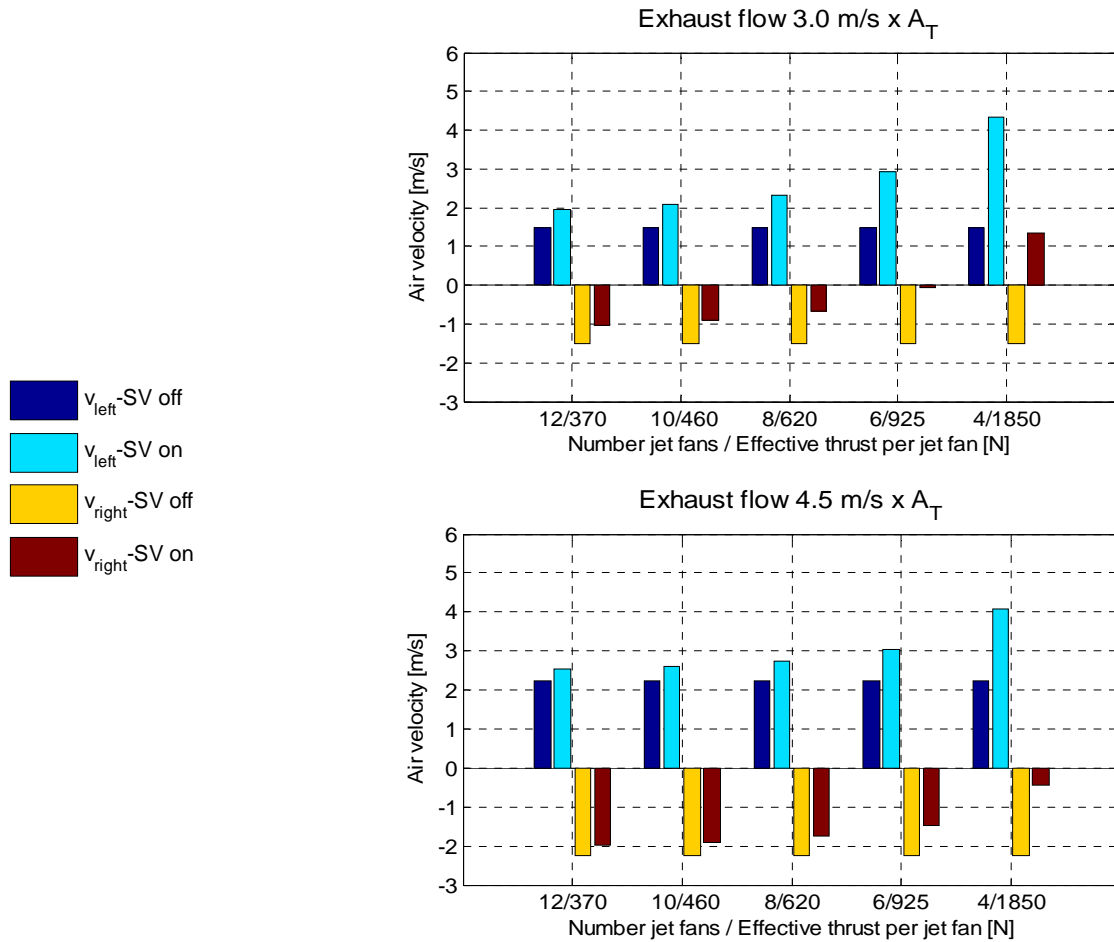 Exhaust flow 3.0 m/s x A_T
6
5
4
3
2
1
0
-1
-2
-3
Air velocity [m/s]
12/370 10/460 8/620 6/925 4/1850
Number jet fans / Effective thrust per jet fan [N]
v_left-SV off
v_left-SV on
v_right-SV off
v_right-SV on
Exhaust flow 4.5 m/s x A_T
6
5
4
3
2
1
0
-1
-2
-3
Air velocity [m/s]
12/370 10/460 8/620 6/925 4/1850
Number jet fans / Effective thrust per jet fan [N]